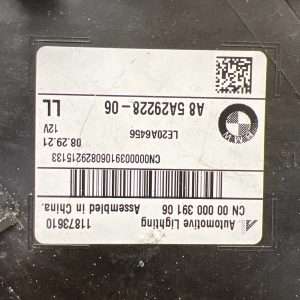 Automotive Lighting 11873610
CN 00 000 391 06 Assembled in China.
LE20A6456 08.29.21
12V
A8 5A29228-06 LL
BMW